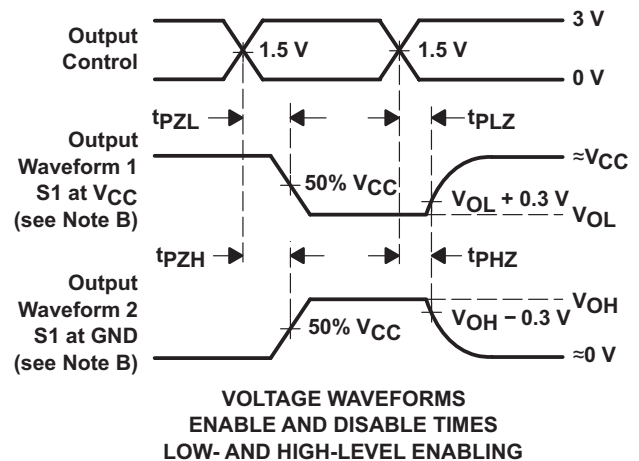 Output
Control
1.5 V
1.5 V
3 V
0 V
tPZL
tPLZ
Output
Waveform 1
S1 at VCC
(see Note B)
50% VCC
≈VCC
VOL + 0.3 V
VOL
tPZH
tPHZ
Output
Waveform 2
S1 at GND
(see Note B)
50% VCC
VOH
VOH − 0.3 V
≈0 V
VOLTAGE WAVEFORMS
ENABLE AND DISABLE TIMES
LOW- AND HIGH-LEVEL ENABLING